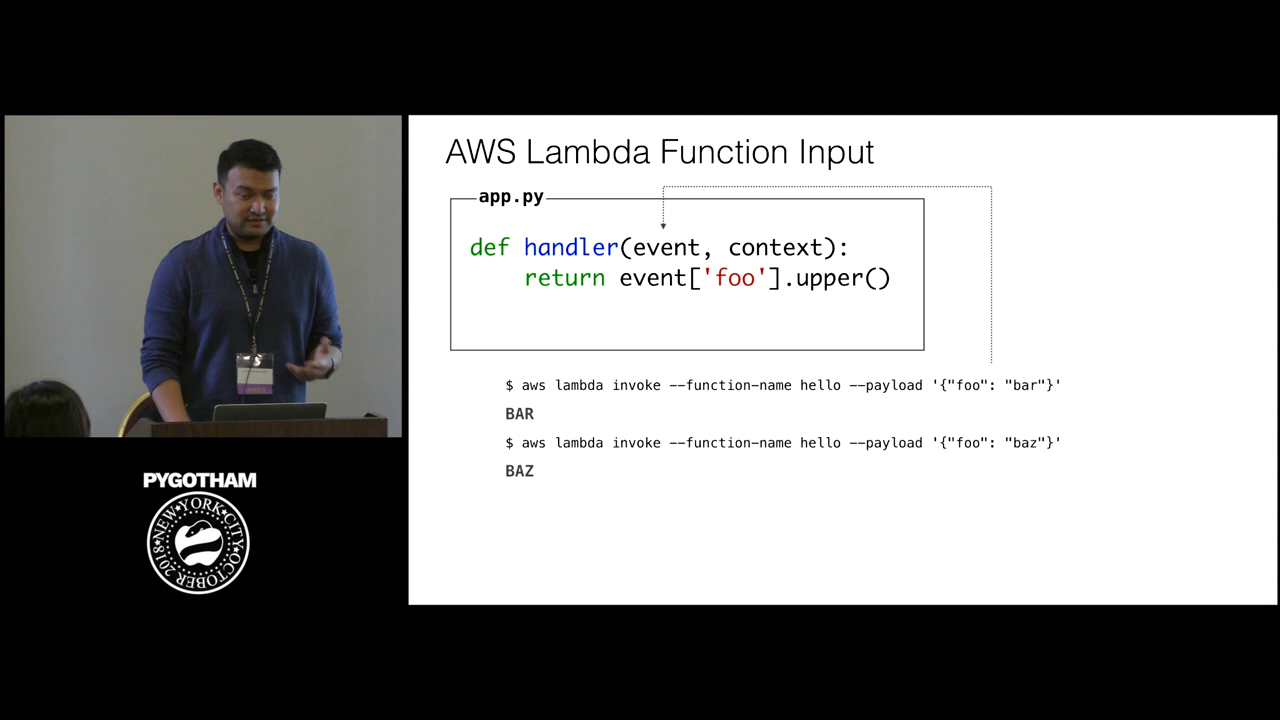 AWS Lambda Function Input
app.py
def handler(event, context):
    return event['foo'].upper()
$ aws lambda invoke --function-name hello --payload '{"foo": "bar"}'
BAR
$ aws lambda invoke --function-name hello --payload '{"foo": "baz"}'
BAZ
PYGOTHAM
NEW YORK CITY OCTOBER 2018